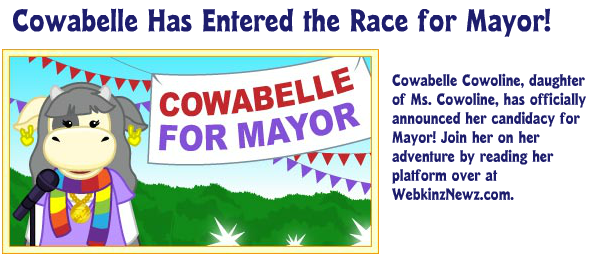 Cowabelle Has Entered the Race for Mayor!
COWABELLE
FOR MAYOR
Cowabelle Cowoline, daughter
of Ms. Cowoline, has officially
announced her candidacy for
Mayor! Join her on her
adventure by reading her
platform over at
WebkinzNewz.com.